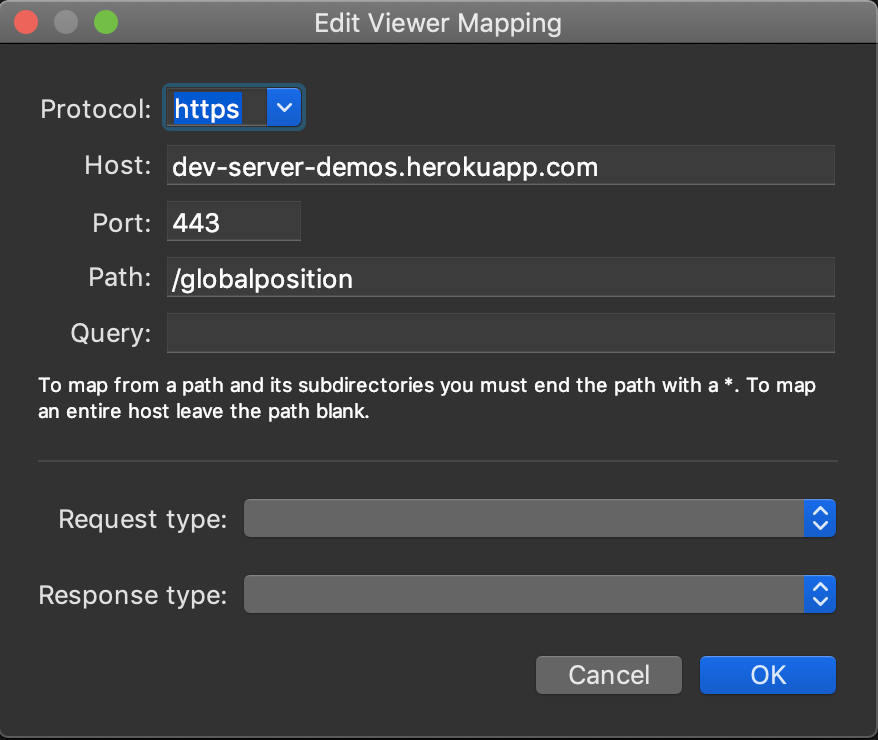 Edit Viewer Mapping
Protocol: https
Host: dev-server-demos.herokuapp.com
Port: 443
Path: /globalposition
Query:
To map from a path and its subdirectories you must end the path with a *. To map
an entire host leave the path blank.
Request type:
Response type:
Cancel OK